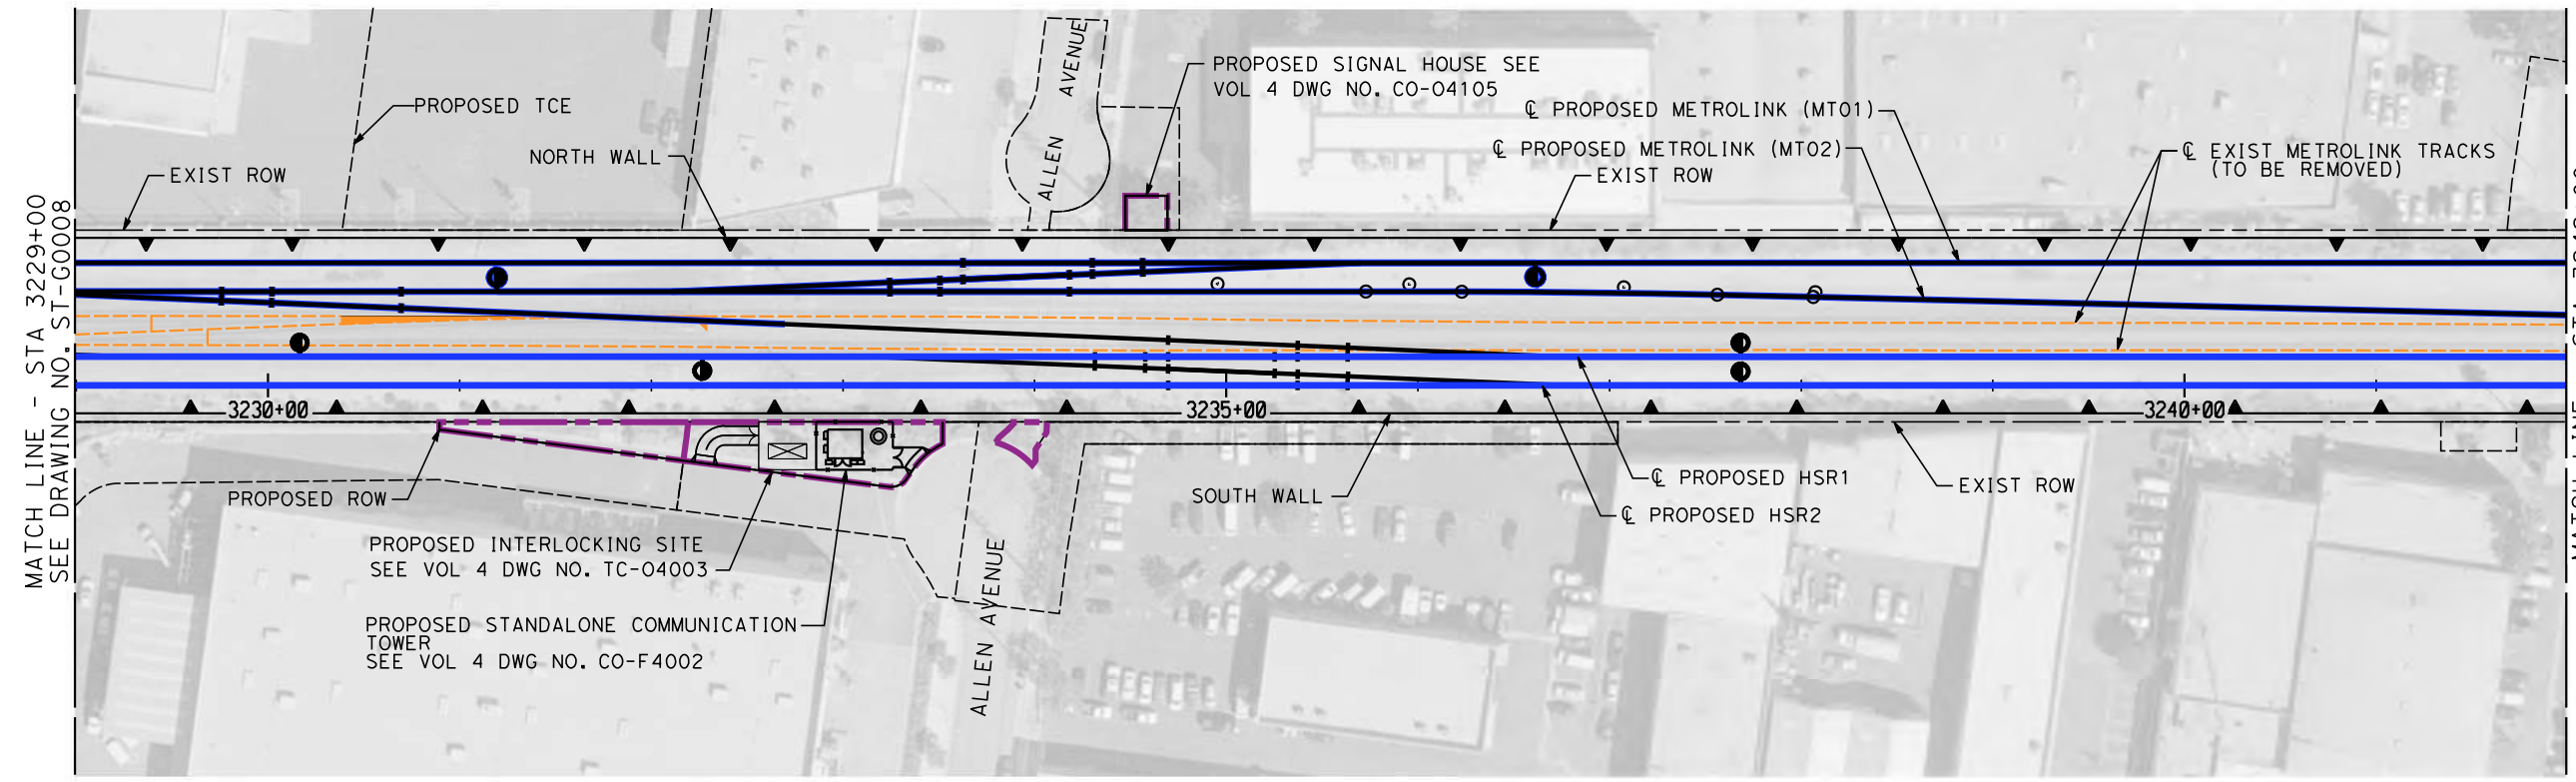 MATCH LINE - STA 3229+00
SEE DRAWING NO. ST-G0008
EXIST ROW
PROPOSED TCE
NORTH WALL
ALLEN AVENUE
PROPOSED SIGNAL HOUSE SEE
VOL 4 DWG NO. CO-04105
℄ PROPOSED METROLINK (MT01)
℄ PROPOSED METROLINK (MT02)
EXIST ROW
℄ EXIST METROLINK TRACKS
(TO BE REMOVED)
3230+00
3235+00
3240+00
PROPOSED ROW
PROPOSED INTERLOCKING SITE
SEE VOL 4 DWG NO. TC-04003
PROPOSED STANDALONE COMMUNICATION
TOWER
SEE VOL 4 DWG NO. CO-F4002
ALLEN AVENUE
SOUTH WALL
℄ PROPOSED HSR1
℄ PROPOSED HSR2
EXIST ROW